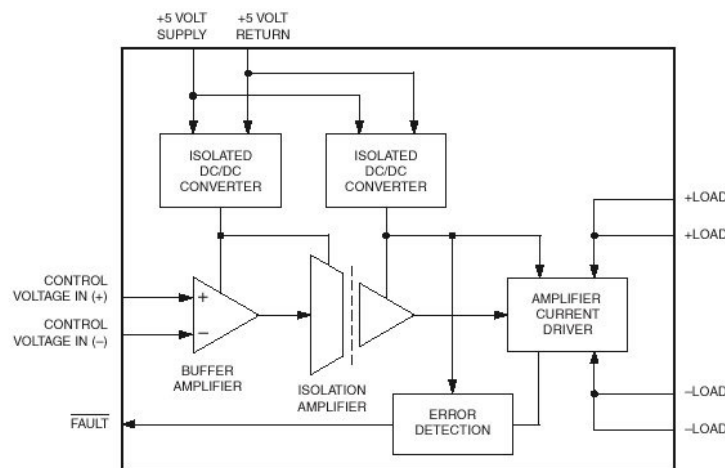 +5 VOLT
SUPPLY
+5 VOLT
RETURN
ISOLATED
DC/DC
CONVERTER
ISOLATED
DC/DC
CONVERTER
+LOAD
+LOAD
CONTROL
VOLTAGE IN (+)
CONTROL
VOLTAGE IN (–)
+
–
BUFFER
AMPLIFIER
ISOLATION
AMPLIFIER
AMPLIFIER
CURRENT
DRIVER
–LOAD
–LOAD
FAULT
ERROR
DETECTION